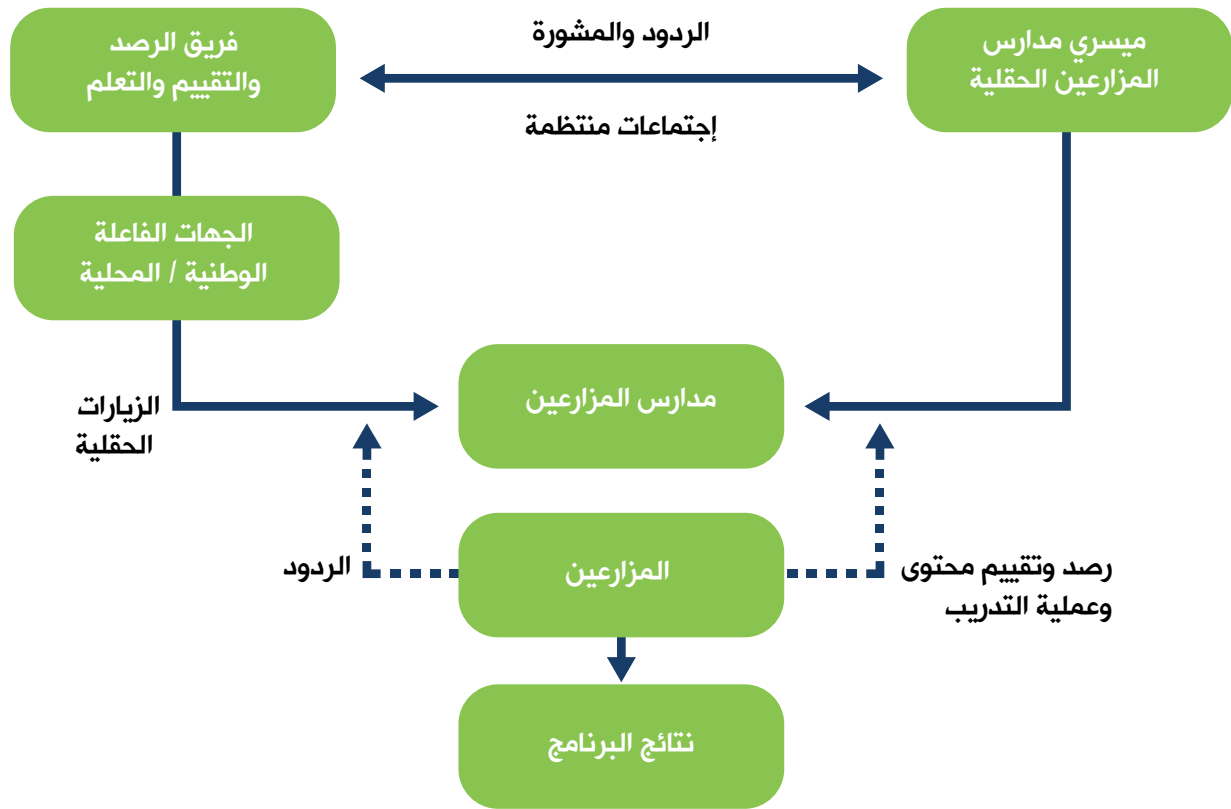 ميسري مدارس
المزارعين الحقلية
الردود والمشورة
إجتماعات منتظمة
فريق الرصد
والتقييم والتعلم
الجهات الفاعلة
الوطنية / المحلية
مدارس المزارعين
الزيارات
الحقلية
المزارعين
رصد وتقييم محتوى
وعملية التدريب
الردود
نتائج البرنامج